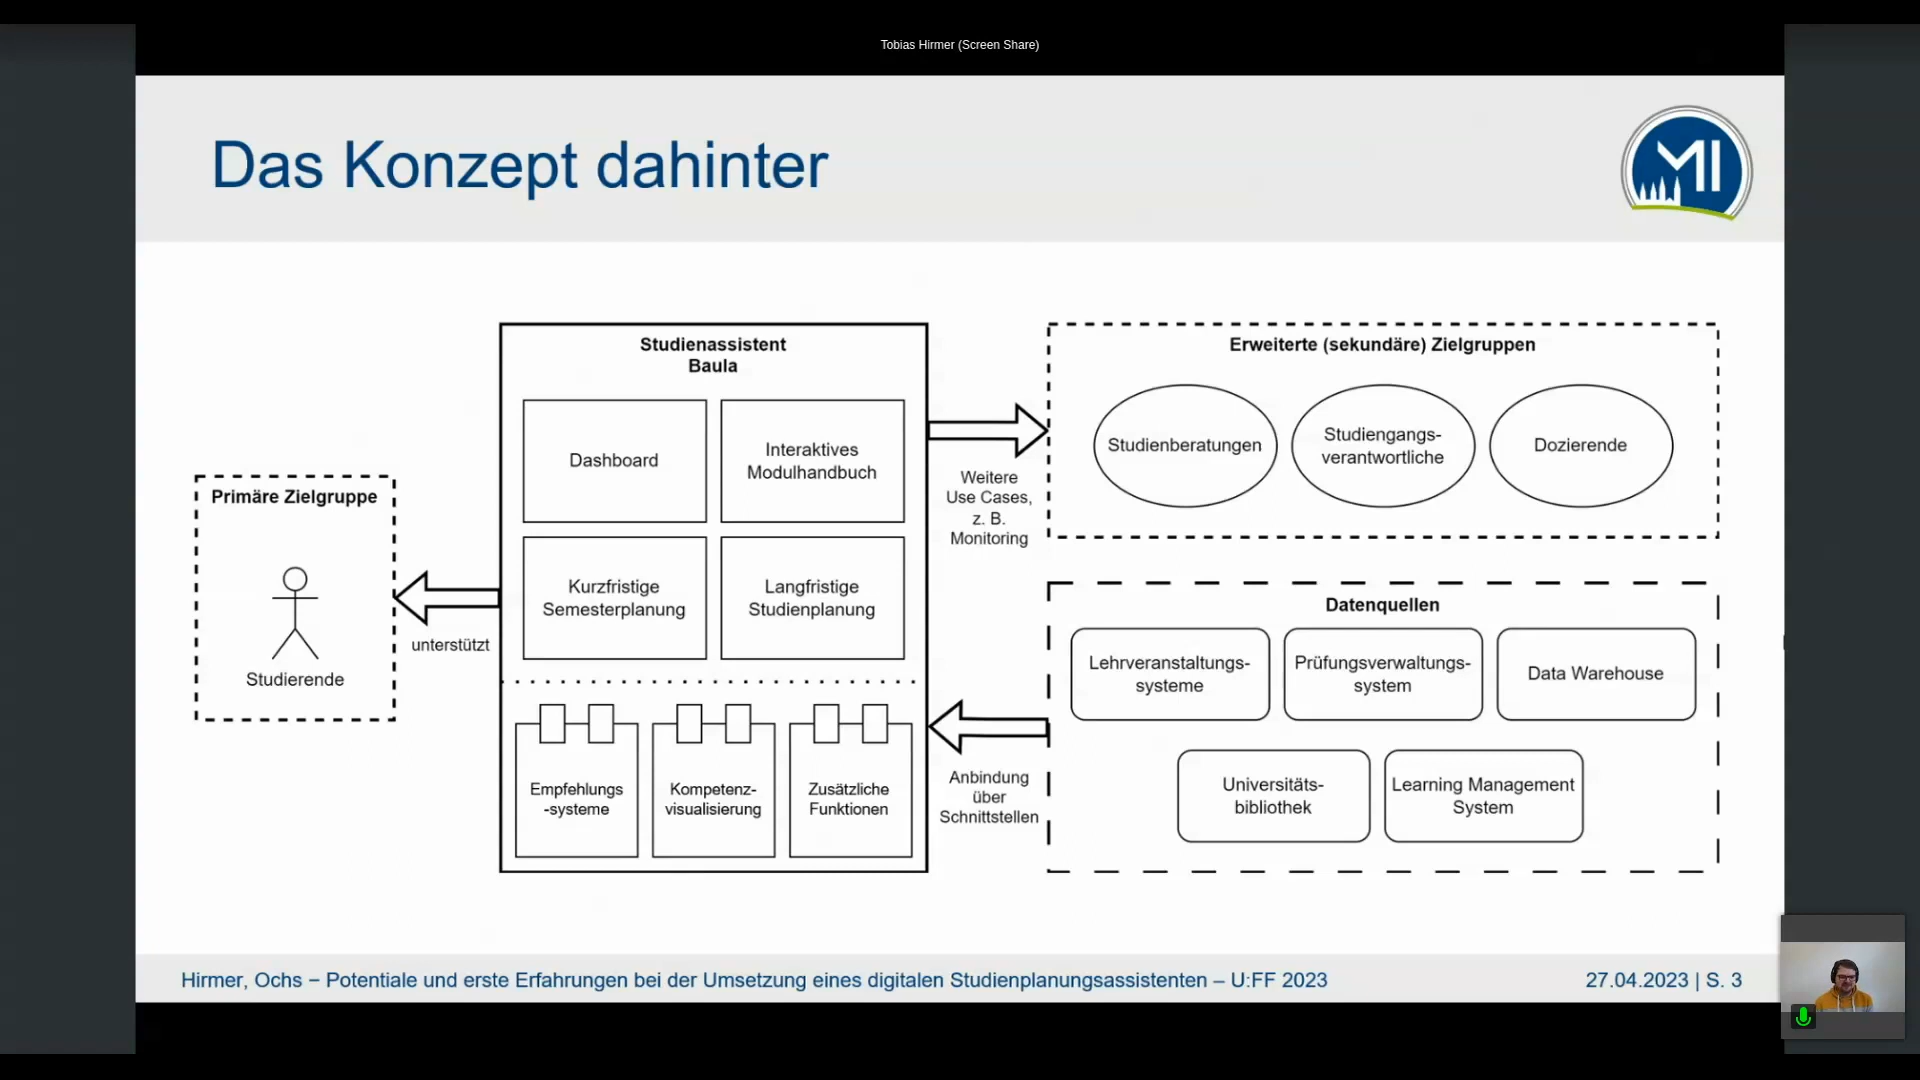 Tobias Hirmer (Screen Share)
Das Konzept dahinter
MI
Primäre Zielgruppe
Studierende
unterstützt
Studienassistent
Baula
Dashboard
Interaktives
Modulhandbuch
Kurzfristige
Semesterplanung
Langfristige
Studienplanung
Empfehlungs
-systeme
Kompetenz-
visualisierung
Zusätzliche
Funktionen
Weitere
Use Cases,
z. B.
Monitoring
Erweiterte (sekundäre) Zielgruppen
Studienberatungen
Studiengangs-
verantwortliche
Dozierende
Anbindung
über
Schnittstellen
Datenquellen
Lehrveranstaltungs-
systeme
Prüfungsverwaltungs-
system
Data Warehouse
Universitäts-
bibliothek
Learning Management
System
Hirmer, Ochs – Potentiale und erste Erfahrungen bei der Umsetzung eines digitalen Studienplanungsassistenten – U:FF 2023
27.04.2023 | S. 3